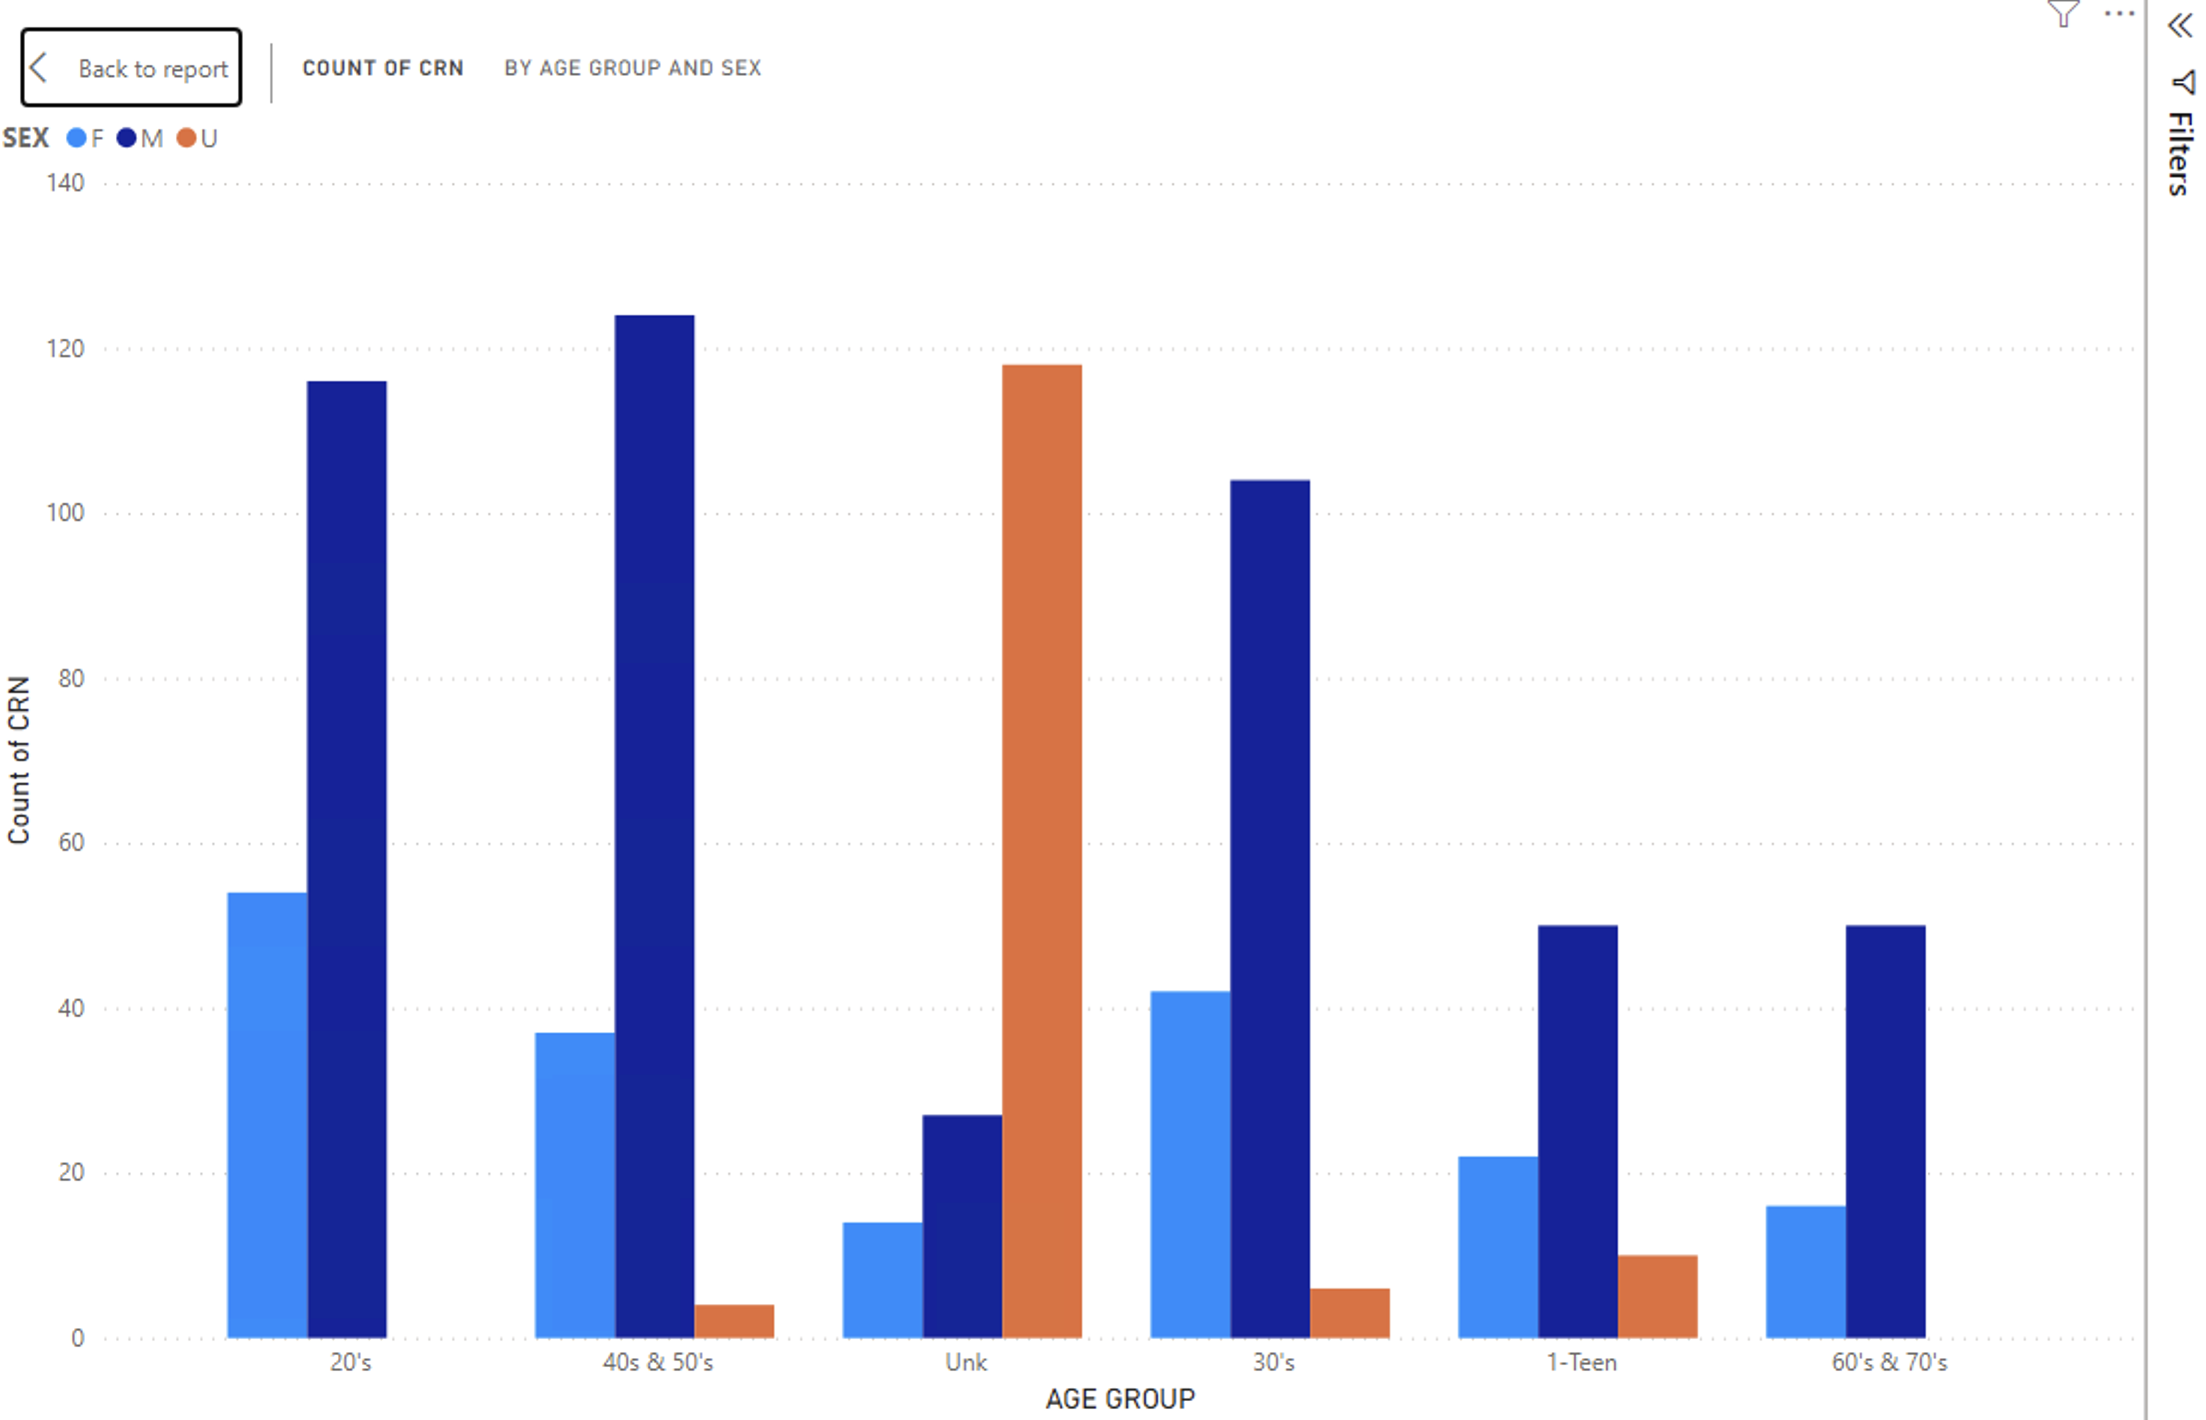 Back to report
COUNT OF CRN BY AGE GROUP AND SEX
SEX F M U
Filters
140
120
100
80
60
40
20
0
Count of CRN
20's 40s & 50's Unk 30's 1-Teen 60's & 70's
AGE GROUP